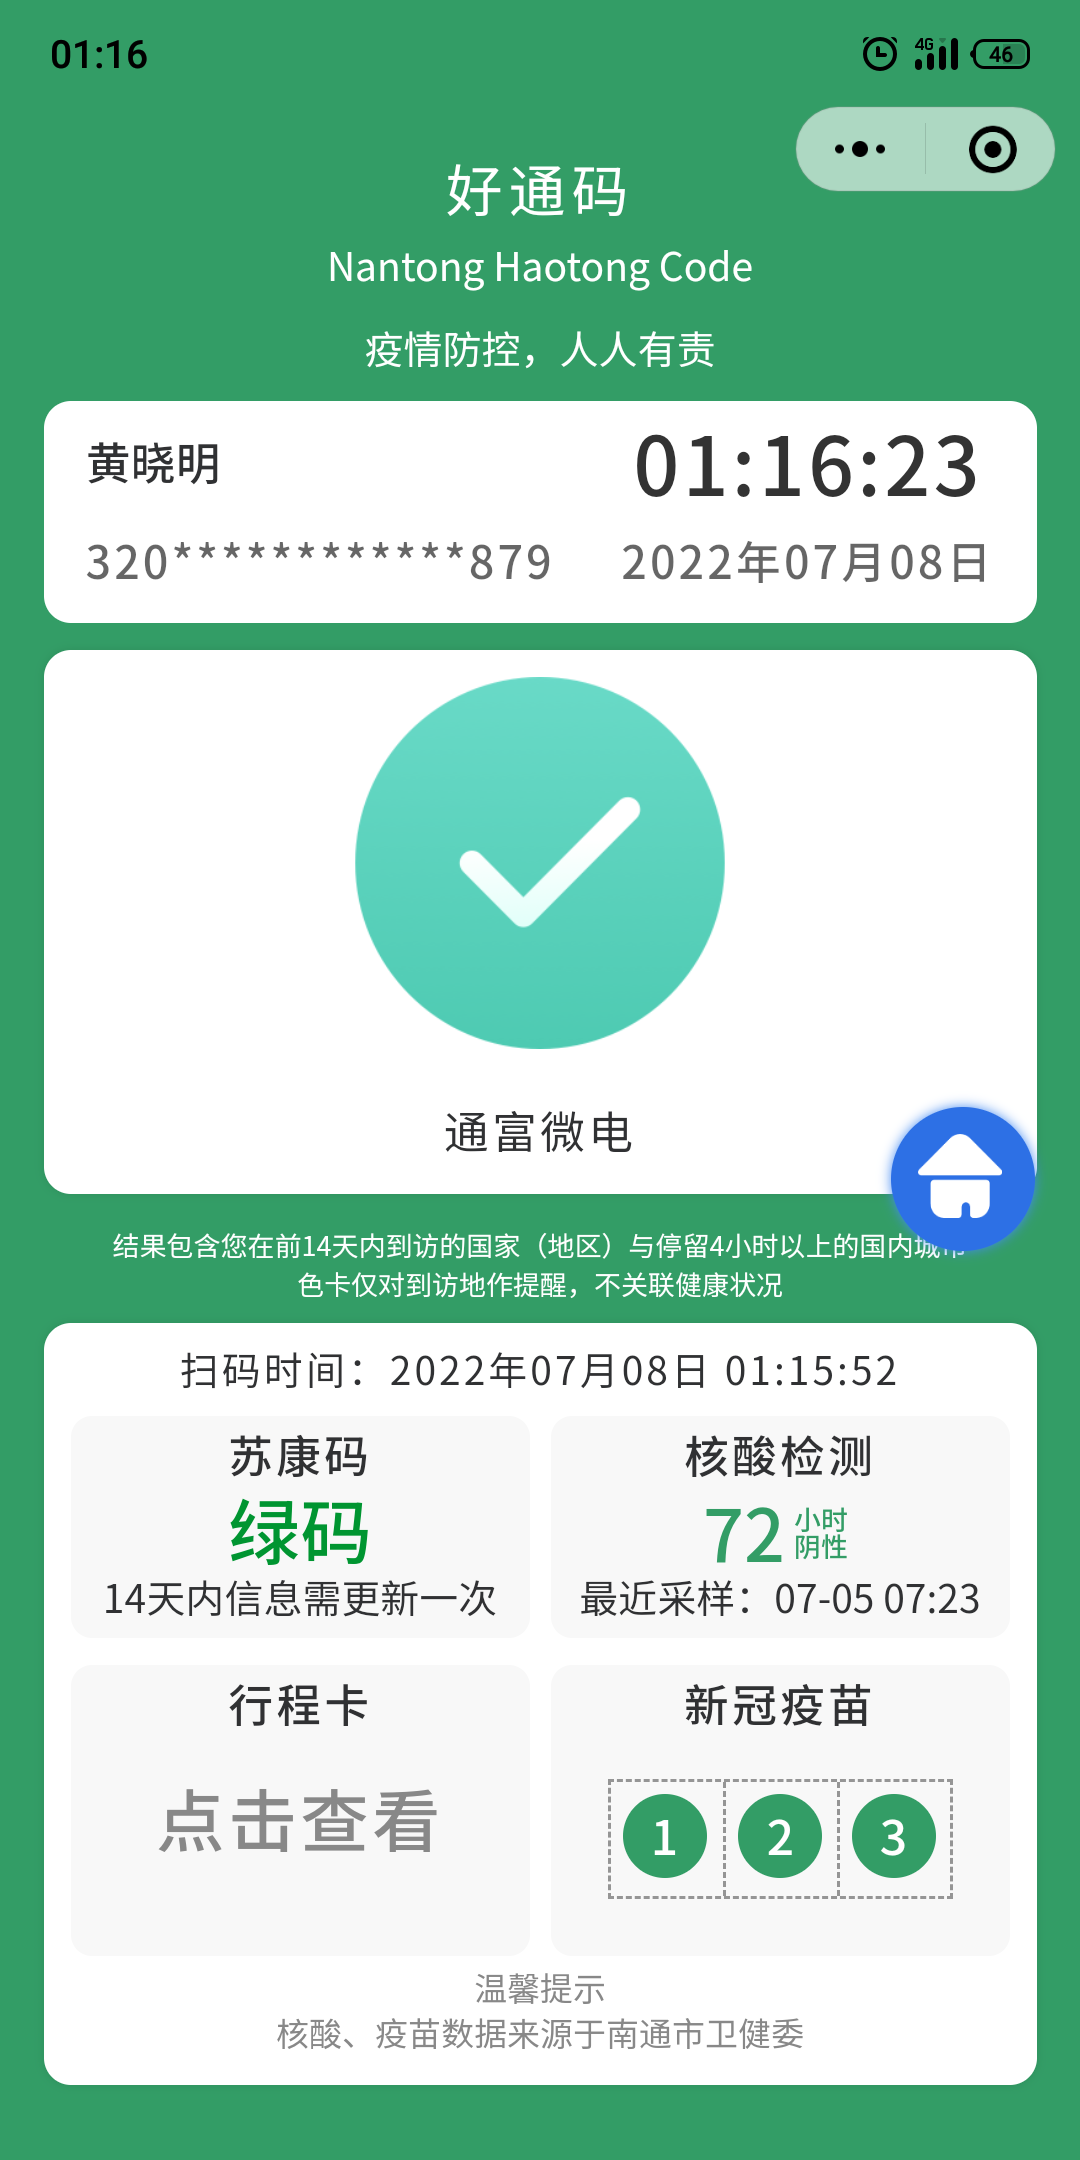 01:16
4G
46
好通码
Nantong Haotong Code
疫情防控，人人有责
黄晓明
01:16:23
320************879
2022年07月08日
通富微电
结果包含您在前14天内到访的国家（地区）与停留4小时以上的国内城市
色卡仅对到访地作提醒，不关联健康状况
扫码时间：2022年07月08日 01:15:52
苏康码
绿码
14天内信息需更新一次
核酸检测
72 小时
阴性
最近采样：07-05 07:23
行程卡
点击查看
新冠疫苗
1 2 3
温馨提示
核酸、疫苗数据来源于南通市卫健委